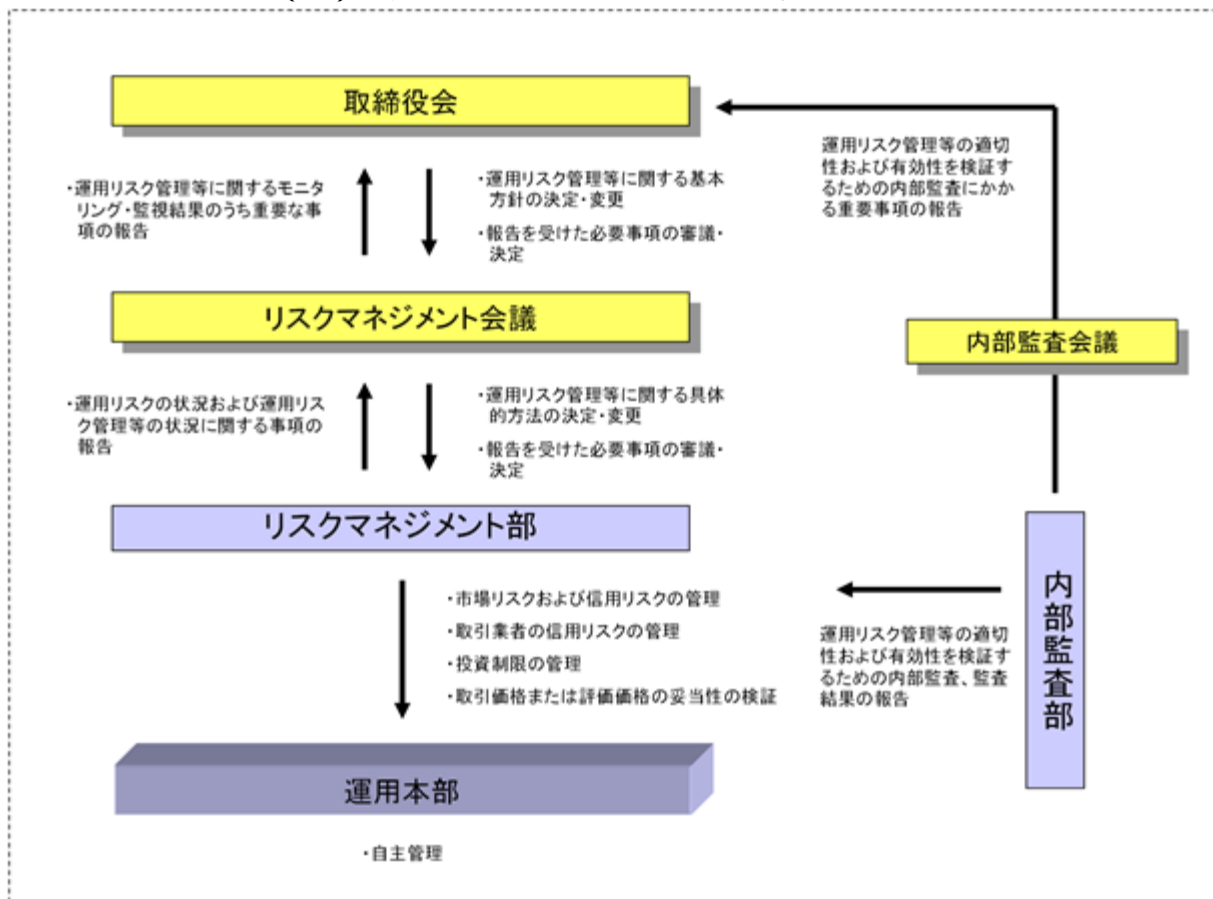 取締役会
・運用リスク管理等に関するモニ
タリング・監視結果のうち重要な事
項の報告
・運用リスク管理等に関する基本
方針の決定・変更
・報告を受けた必要事項の審議・
決定
運用リスク管理等の適切
性および有効性を検証す
るための内部監査にかか
る重要事項の報告
リスクマネジメント会議
内部監査会議
・運用リスクの状況および運用リス
ク管理等の状況に関する事項の
報告
・運用リスク管理等に関する具体
的方法の決定・変更
・報告を受けた必要事項の審議・
決定
リスクマネジメント部
内部監査部
・市場リスクおよび信用リスクの管理
・取引業者の信用リスクの管理
・投資制限の管理
・取引価格または評価価格の妥当性の検証
運用リスク管理等の適切
性および有効性を検証す
るための内部監査、監査
結果の報告
運用本部
・自主管理